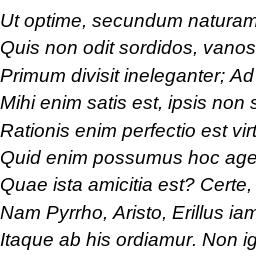 Ut optime, secundum naturam
Quis non odit sordidos, vanos
Primum divisit ineleganter; Ad
Mihi enim satis est, ipsis non s
Rationis enim perfectio est virt
Quid enim possumus hoc age
Quae ista amicitia est? Certe,
Nam Pyrrho, Aristo, Erillus iam
Itaque ab his ordiamur. Non ig